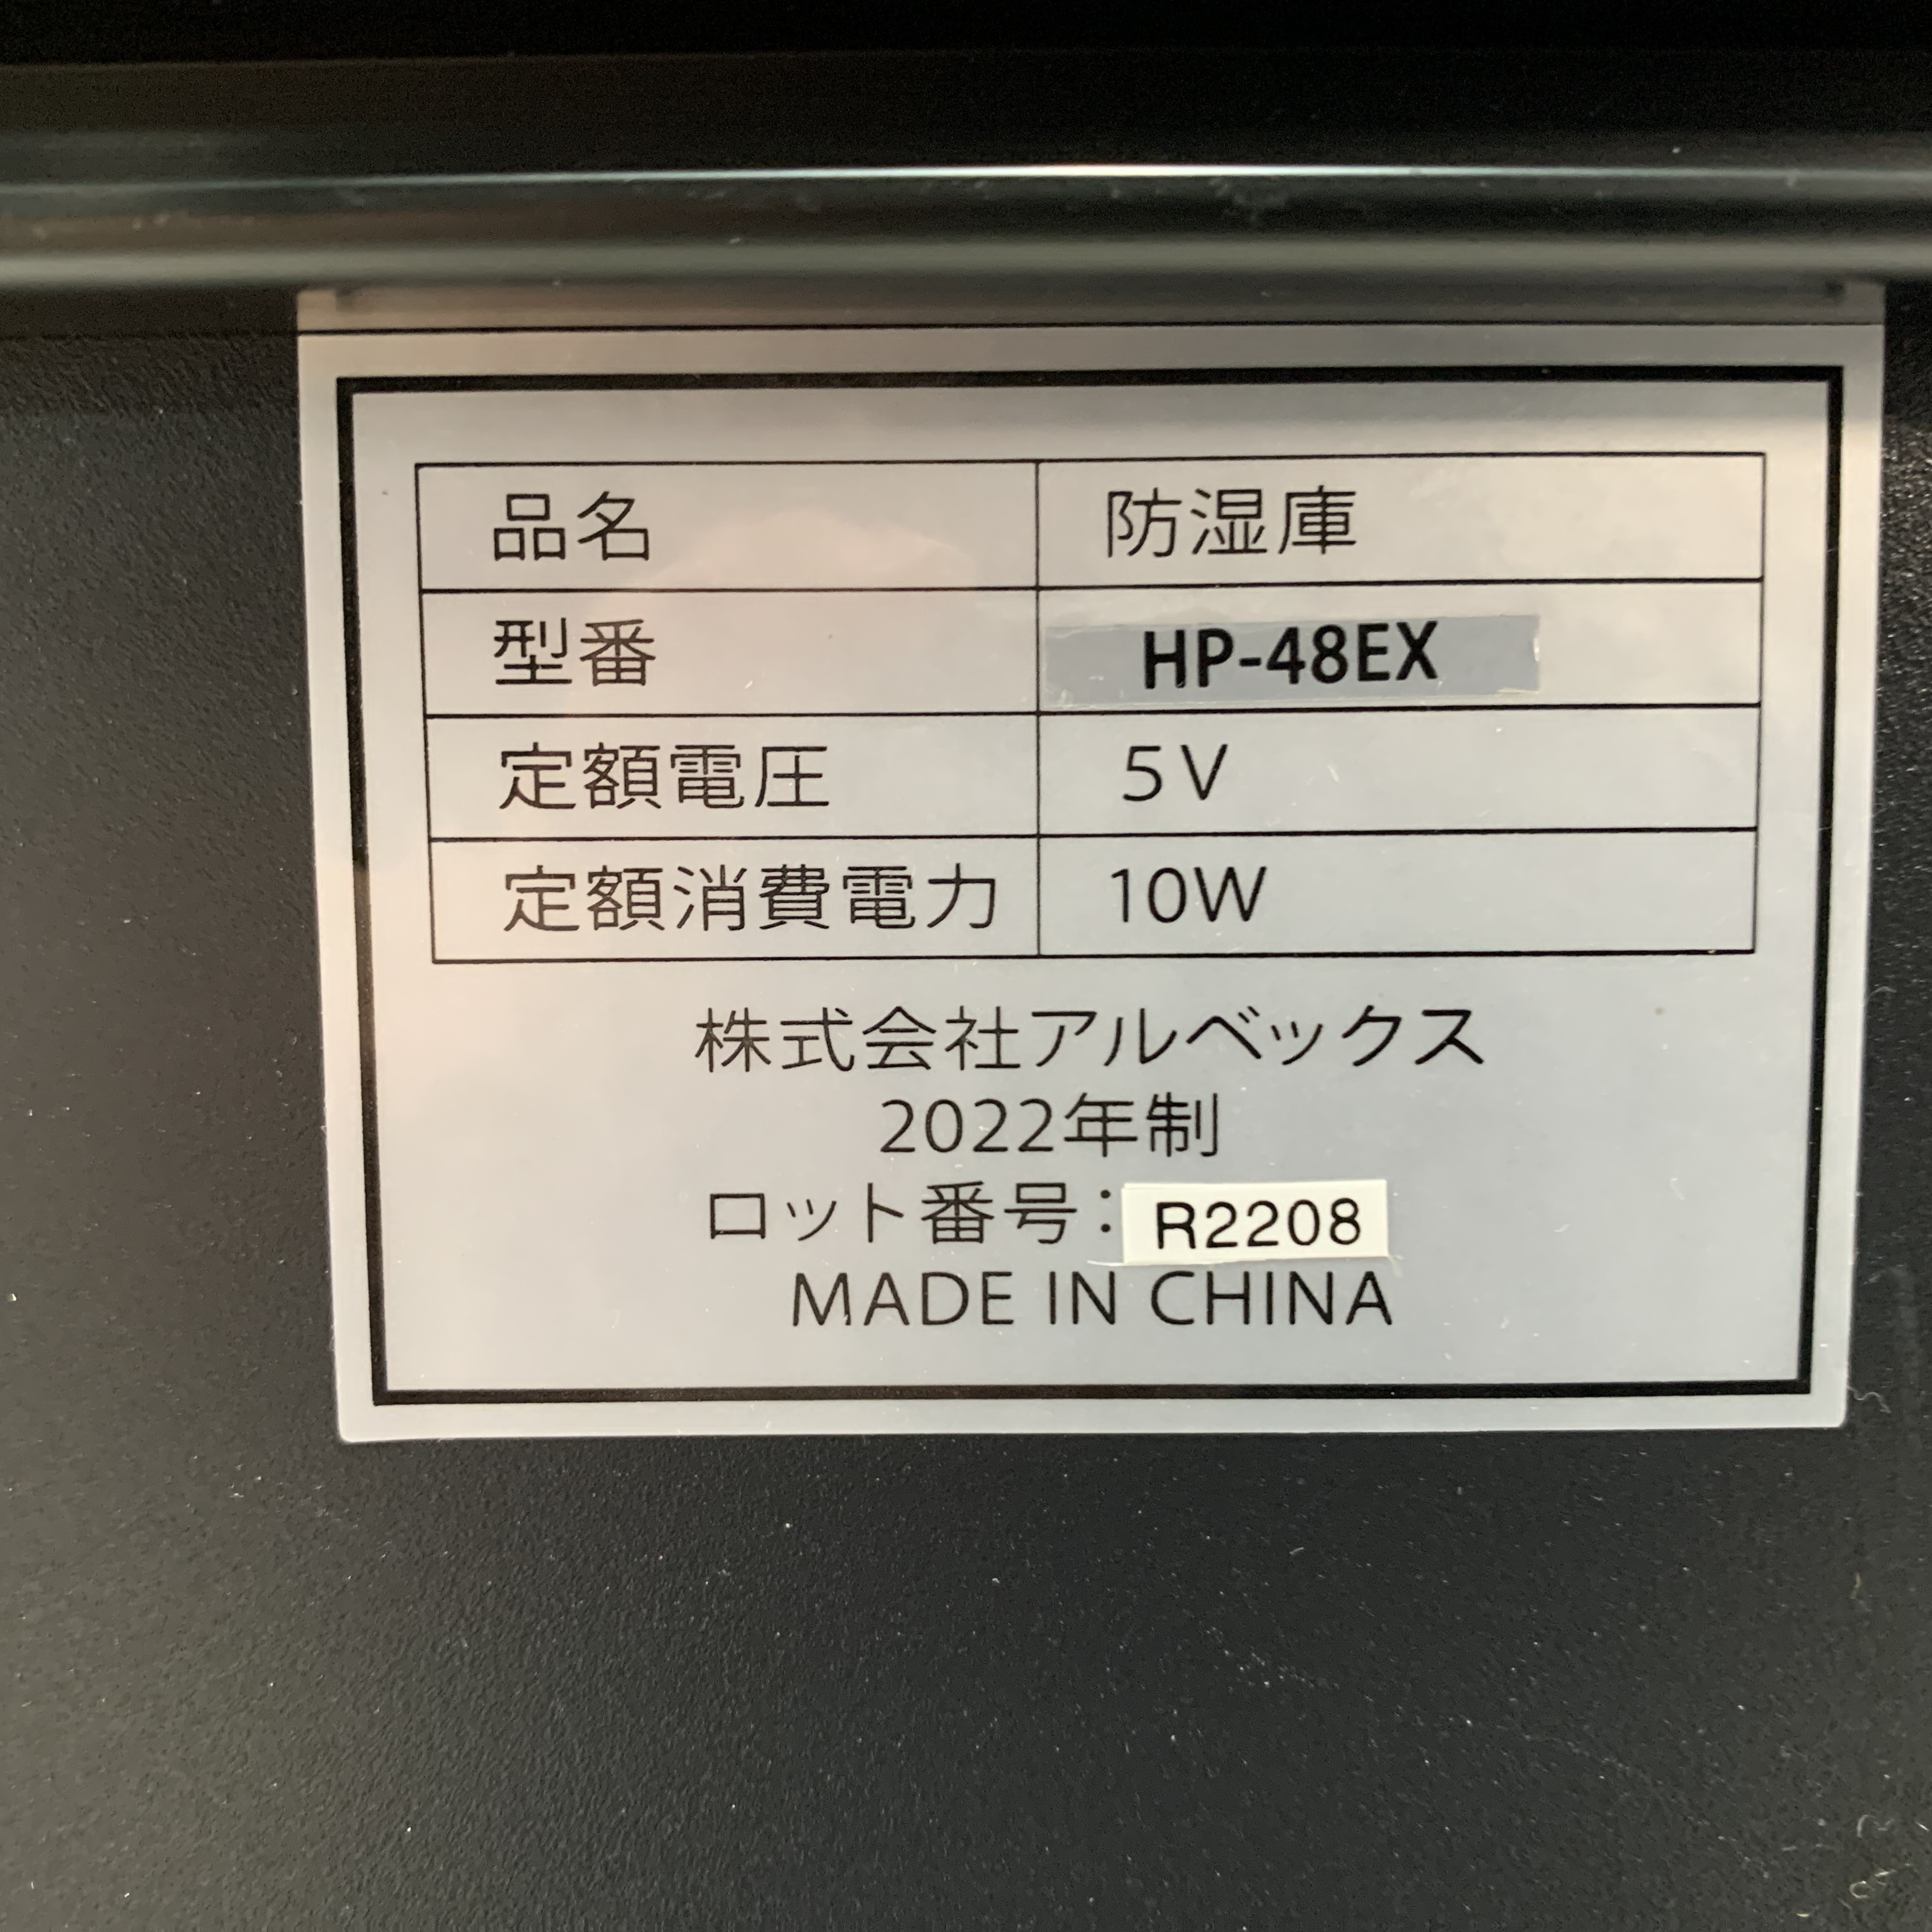 品名 防湿庫
型番 HP-48EX
定額電圧 5V
定額消費電力 10W
株式会社アルベックス
2022年制
ロット番号：R2208
MADE IN CHINA